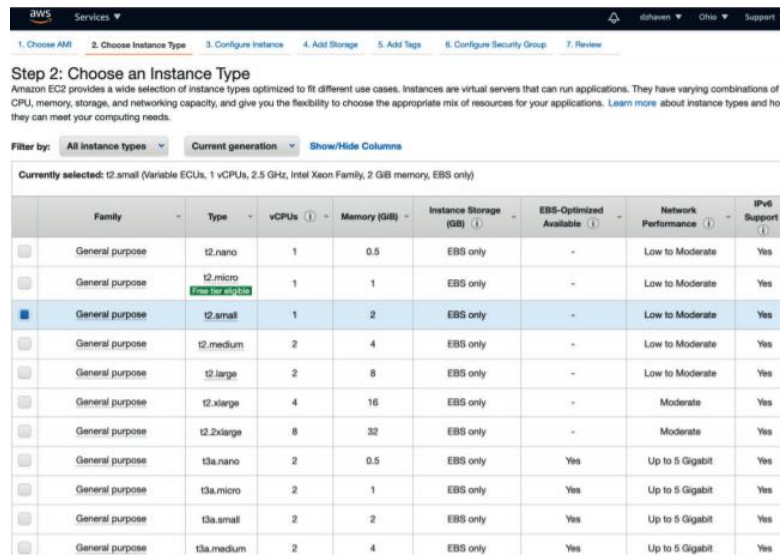 aws Services dzhaven Ohio Support
1. Choose AMI 2. Choose Instance Type 3. Configure Instance 4. Add Storage 5. Add Tags 6. Configure Security Group 7. Review
Step 2: Choose an Instance Type
Amazon EC2 provides a wide selection of instance types optimized to fit different use cases. Instances are virtual servers that can run applications. They have varying combinations of
CPU, memory, storage, and networking capacity, and give you the flexibility to choose the appropriate mix of resources for your applications. Learn more about instance types and ho
they can meet your computing needs.
Filter by: All instance types Current generation Show/Hide Columns
Currently selected: t2.small (Variable ECUs, 1 vCPUs, 2.5 GHz, Intel Xeon Family, 2 GiB memory, EBS only)
Family Type vCPUs Memory (GiB) Instance Storage (GB) EBS-Optimized Available Network Performance IPv6 Support
General purpose t2.nano 1 0.5 EBS only - Low to Moderate Yes
General purpose t2.micro Free tier eligible 1 1 EBS only - Low to Moderate Yes
General purpose t2.small 1 2 EBS only - Low to Moderate Yes
General purpose t2.medium 2 4 EBS only - Low to Moderate Yes
General purpose t2.large 2 8 EBS only - Low to Moderate Yes
General purpose t2.xlarge 4 16 EBS only - Moderate Yes
General purpose t2.2xlarge 8 32 EBS only - Moderate Yes
General purpose t3a.nano 2 0.5 EBS only Yes Up to 5 Gigabit Yes
General purpose t3a.micro 2 1 EBS only Yes Up to 5 Gigabit Yes
General purpose t3a.small 2 2 EBS only Yes Up to 5 Gigabit Yes
General purpose t3a.medium 2 4 EBS only Yes Up to 5 Gigabit Yes